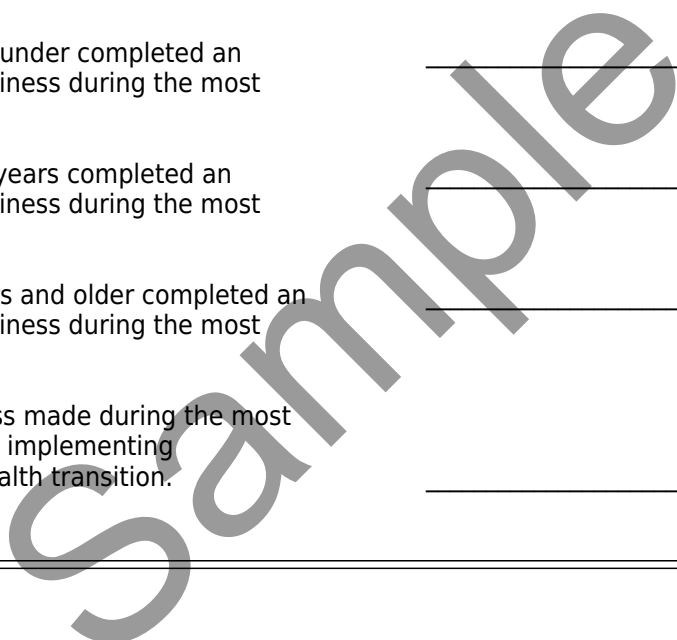 under completed an
iness during the most
years completed an
iness during the most
s and older completed an
iness during the most
ss made during the most
implementing
alth transition.
Sample